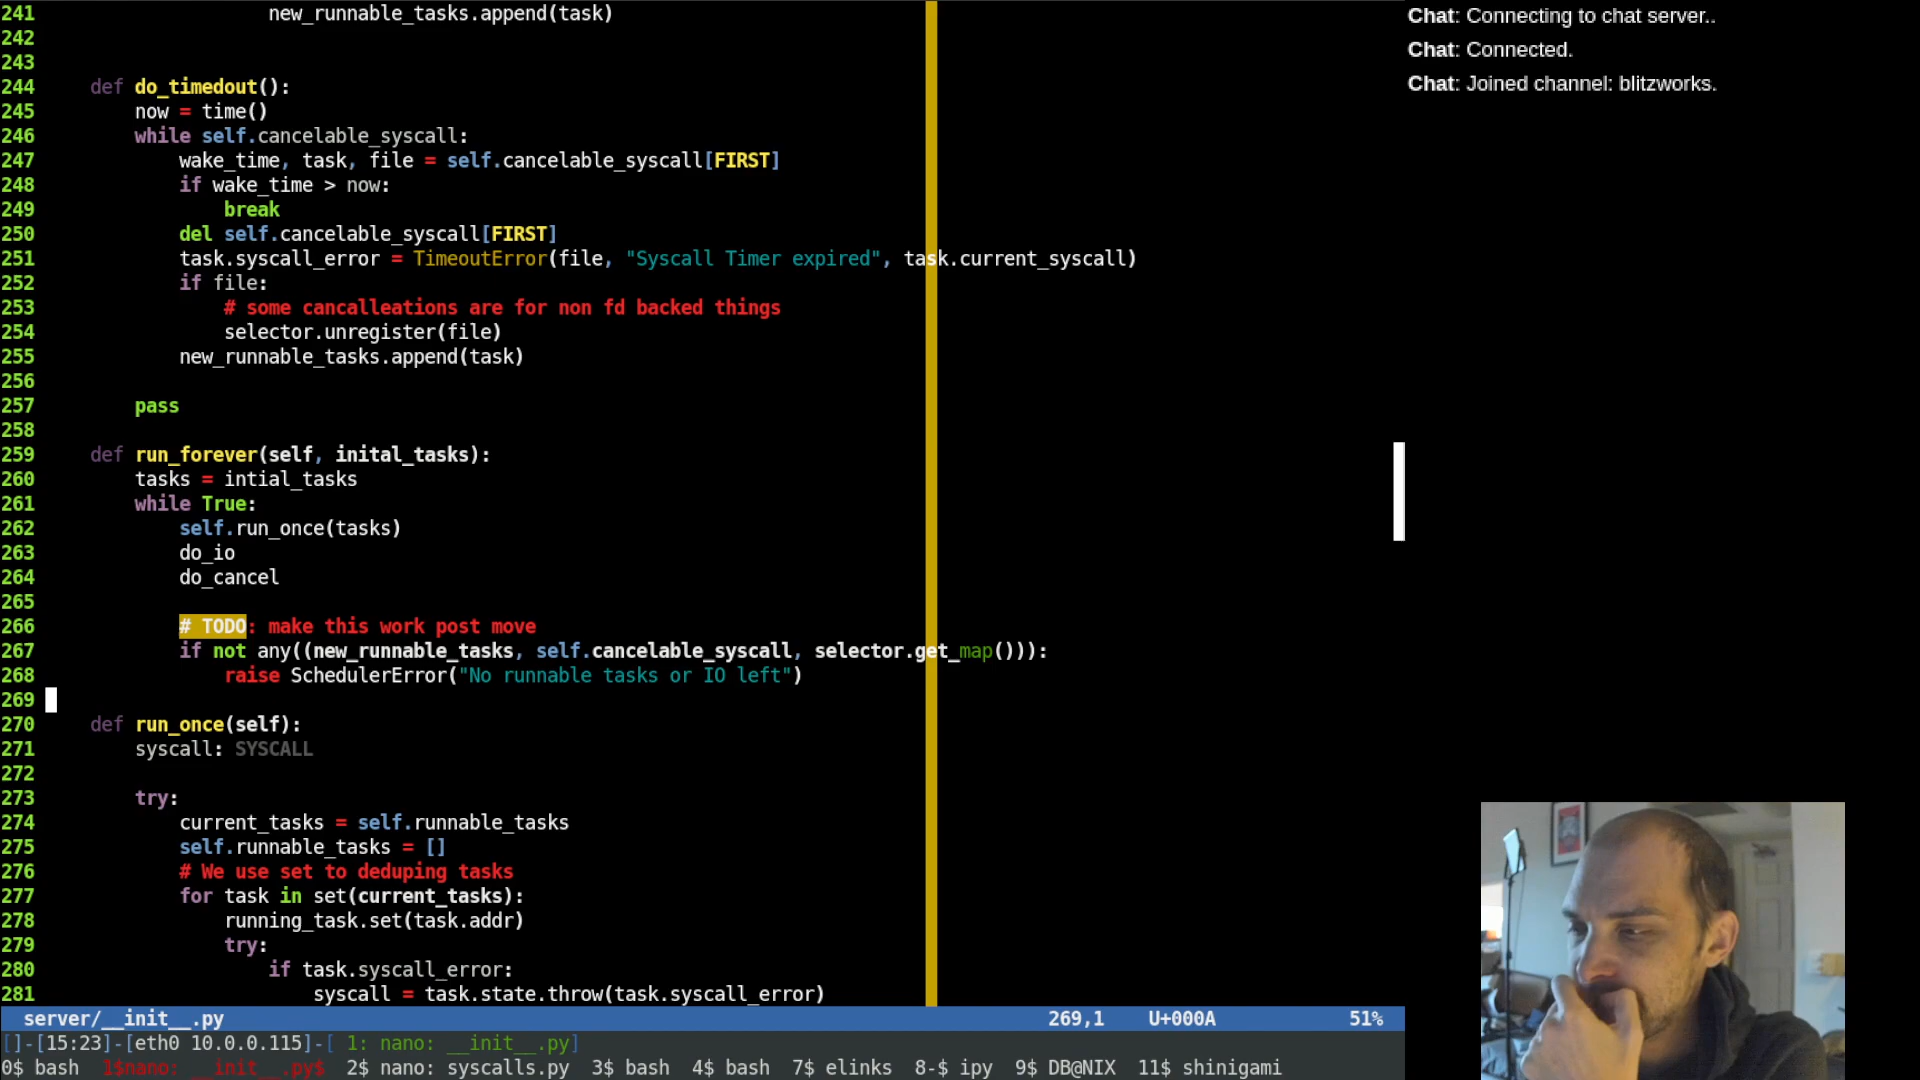 241                     new_runnable_tasks.append(task)
242
243
244     def do_timedout():
245         now = time()
246         while self.cancelable_syscall:
247             wake_time, task, file = self.cancelable_syscall[FIRST]
248             if wake_time > now:
249                 break
250             del self.cancelable_syscall[FIRST]
251             task.syscall_error = TimeoutError(file, "Syscall Timer expired", task.current_syscall)
252             if file:
253                 # some cancalleations are for non fd backed things
254                 selector.unregister(file)
255             new_runnable_tasks.append(task)
256
257         pass
258
259     def run_forever(self, inital_tasks):
260         tasks = intial_tasks
261         while True:
262             self.run_once(tasks)
263             do_io
264             do_cancel
265
266             # TODO: make this work post move
267             if not any((new_runnable_tasks, self.cancelable_syscall, selector.get_map())):
268                 raise SchedulerError("No runnable tasks or IO left")
269
270     def run_once(self):
271         syscall: SYSCALL
272
273         try:
274             current_tasks = self.runnable_tasks
275             self.runnable_tasks = []
276             # We use set to deduping tasks
277             for task in set(current_tasks):
278                 running_task.set(task.addr)
279                 try:
280                     if task.syscall_error:
281                         syscall = task.state.throw(task.syscall_error)
server/__init__.py 269,1 U+000A 51%
[]-[15:23]-[eth0 10.0.0.115]-[ 1: nano: __init__.py]
0$ bash 1$nano: __init__.py$ 2$ nano: syscalls.py 3$ bash 4$ bash 7$ elinks 8-$ ipy 9$ DB@NIX 11$ shinigami
Chat: Connecting to chat server..
Chat: Connected.
Chat: Joined channel: blitzworks.